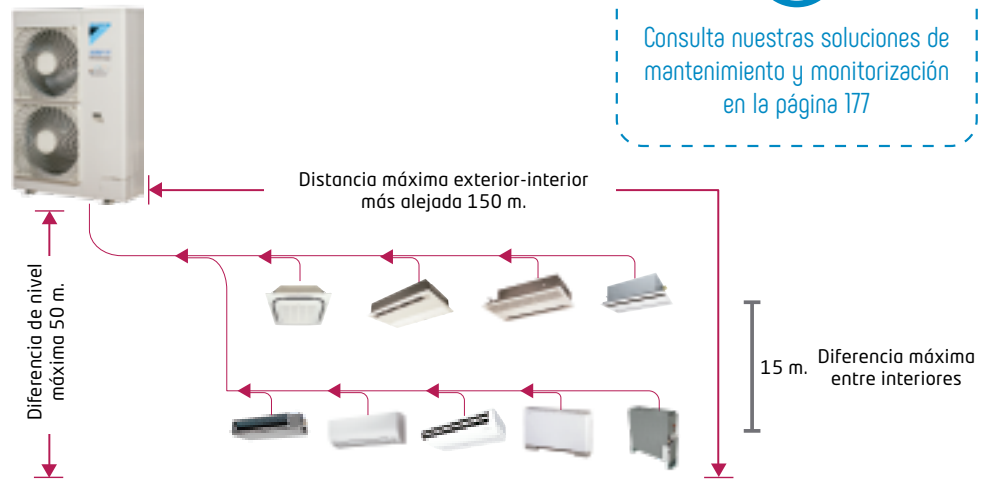 Consulta nuestras soluciones de
mantenimiento y monitorización
en la página 177
Distancia máxima exterior-interior
más alejada 150 m.
Diferencia de nivel
máxima 50 m.
15 m.
Diferencia máxima
entre interiores